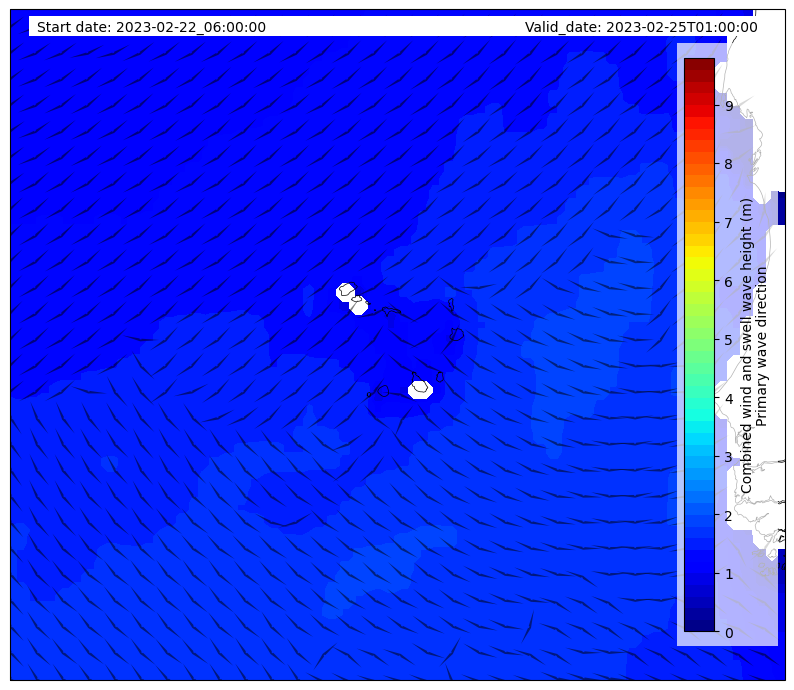 Start date: 2023-02-22_06:00:00
Valid_date: 2023-02-25T01:00:00
9
8
7
6
5
4
3
2
1
0
Combined wind and swell wave height (m)
Primary wave direction